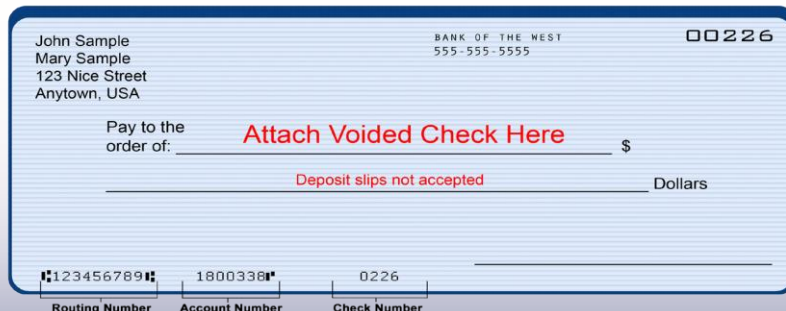 John Sample
Mary Sample
123 Nice Street
Anytown, USA
BANK OF THE WEST
555-555-5555
00226
Pay to the
order of: Attach Voided Check Here $
Deposit slips not accepted Dollars
⑆123456789⑆ 1800338⑈ 0226
Routing Number Account Number Check Number